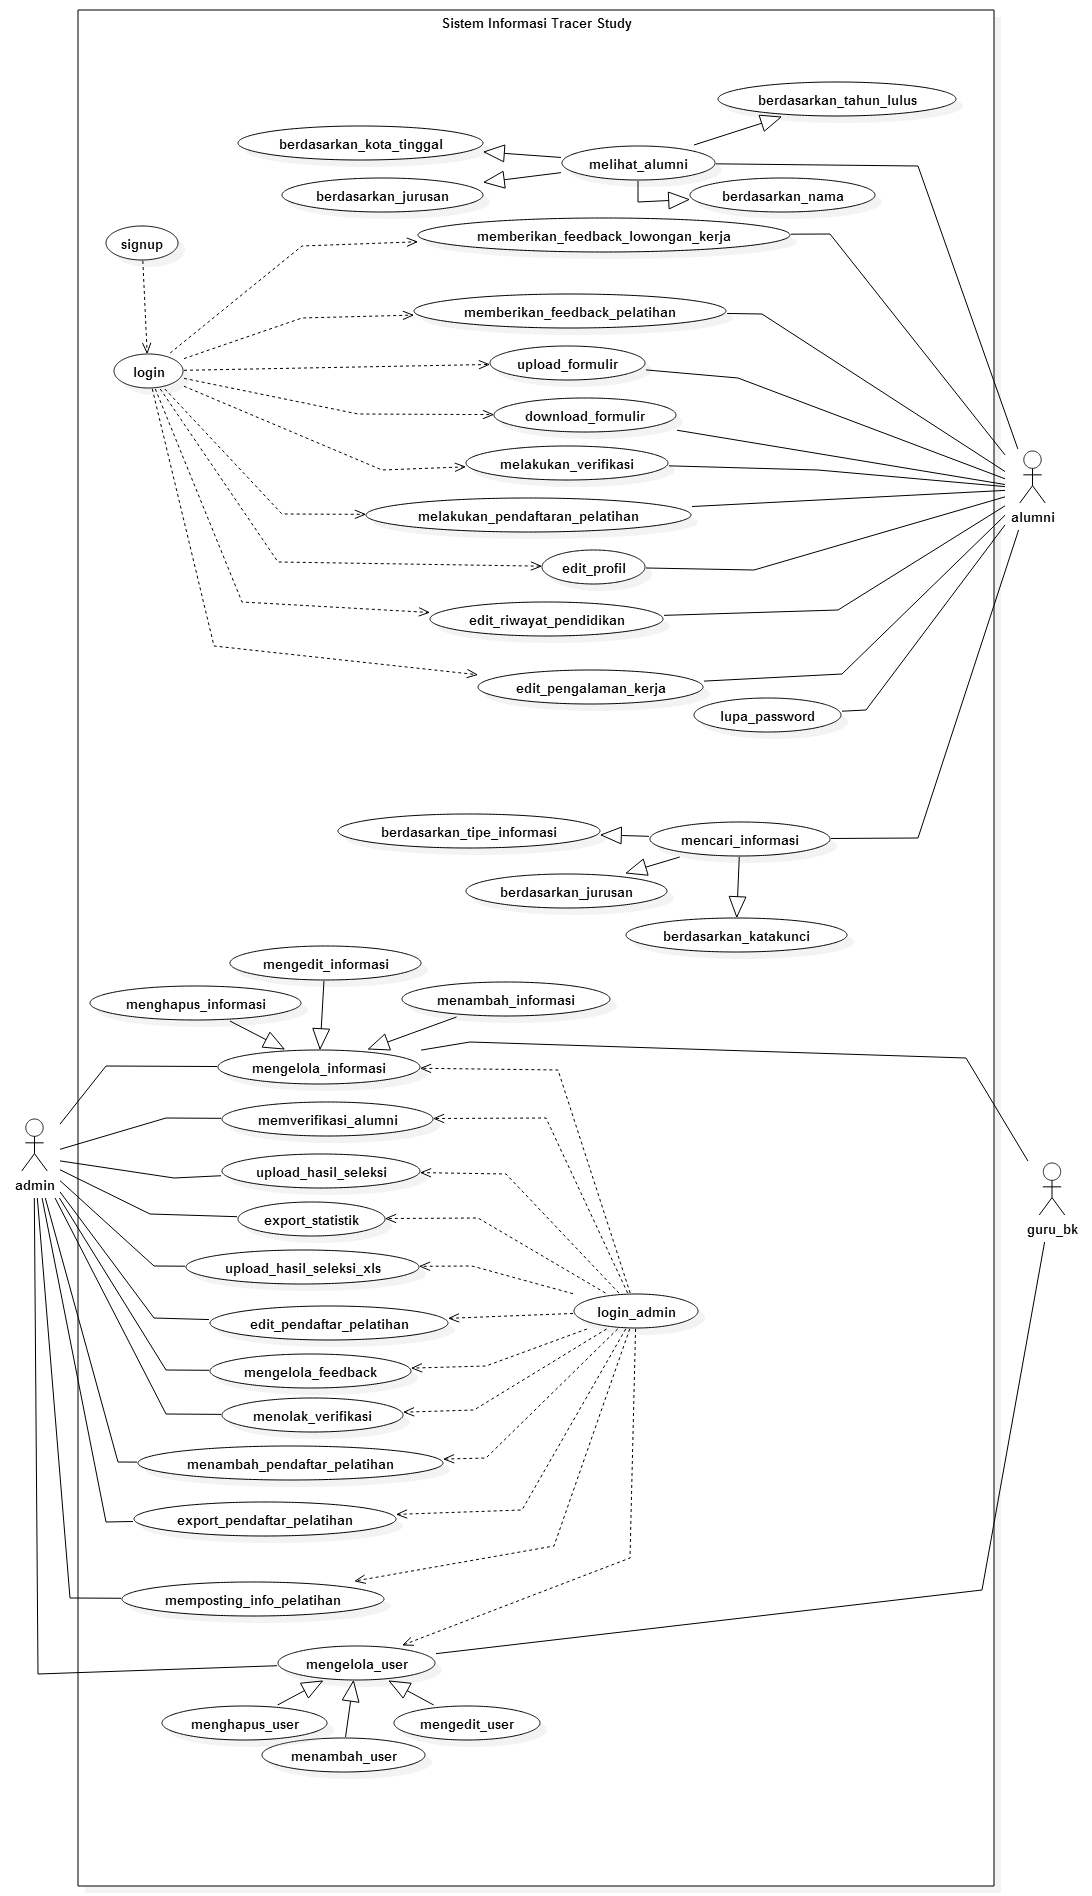 Sistem Informasi Tracer Study
berdasarkan_tahun_lulus
berdasarkan_kota_tinggal
melihat_alumni
berdasarkan_jurusan
berdasarkan_nama
signup
memberikan_feedback_lowongan_kerja
memberikan_feedback_pelatihan
login
upload_formulir
download_formulir
melakukan_verifikasi
melakukan_pendaftaran_pelatihan
alumni
edit_profil
edit_riwayat_pendidikan
edit_pengalaman_kerja
lupa_password
berdasarkan_tipe_informasi
mencari_informasi
berdasarkan_jurusan
berdasarkan_katakunci
mengedit_informasi
menghapus_informasi
menambah_informasi
mengelola_informasi
memverifikasi_alumni
upload_hasil_seleksi
admin
export_statistik
guru_bk
upload_hasil_seleksi_xls
login_admin
edit_pendaftar_pelatihan
mengelola_feedback
menolak_verifikasi
menambah_pendaftar_pelatihan
export_pendaftar_pelatihan
memposting_info_pelatihan
mengelola_user
menghapus_user
mengedit_user
menambah_user